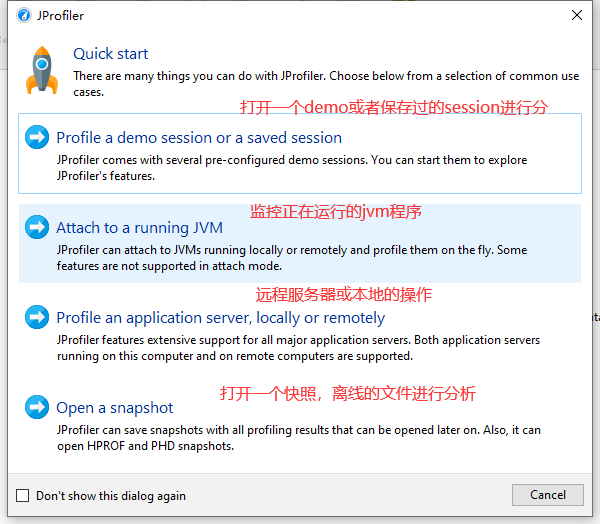 JProfiler
Quick start
There are many things you can do with JProfiler. Choose below from a selection of common use
cases.
打开一个demo或者保存过的session进行分
Profile a demo session or a saved session
JProfiler comes with several pre-configured demo sessions. You can start them to explore
JProfiler's features.
监控正在运行的jvm程序
Attach to a running JVM
JProfiler can attach to JVMs running locally or remotely and profile them on the fly. Some
features are not supported in attach mode.
远程服务器或本地的操作
Profile an application server, locally or remotely
JProfiler features extensive support for all major application servers. Both application servers
running on this computer and on remote computers are supported.
打开一个快照，离线的文件进行分析
Open a snapshot
JProfiler can save snapshots with all profiling results that can be opened later on. Also, it can
open HPROF and PHD snapshots.
Don't show this dialog again
Cancel